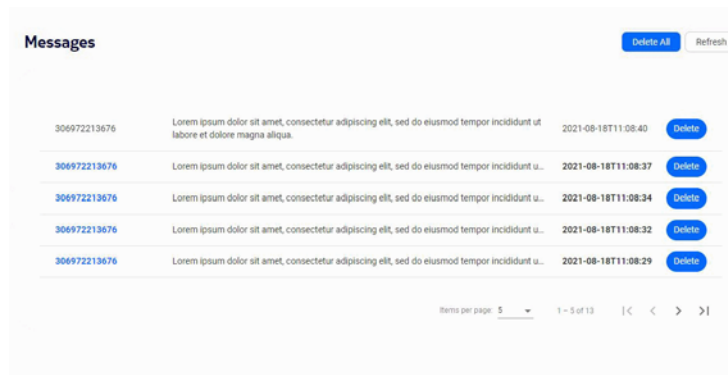 Messages
Delete All Refresh
306972213676 Lorem ipsum dolor sit amet, consectetur adipiscing elit, sed do eiusmod tempor incididunt ut 2021-08-18T11:08:40 Delete
labore et dolore magna aliqua.
306972213676 Lorem ipsum dolor sit amet, consectetur adipiscing elit, sed do eiusmod tempor incididunt u... 2021-08-18T11:08:37 Delete
306972213676 Lorem ipsum dolor sit amet, consectetur adipiscing elit, sed do eiusmod tempor incididunt u... 2021-08-18T11:08:34 Delete
306972213676 Lorem ipsum dolor sit amet, consectetur adipiscing elit, sed do eiusmod tempor incididunt u... 2021-08-18T11:08:32 Delete
306972213676 Lorem ipsum dolor sit amet, consectetur adipiscing elit, sed do eiusmod tempor incididunt u... 2021-08-18T11:08:29 Delete
Items per page: 5 1 – 5 of 13